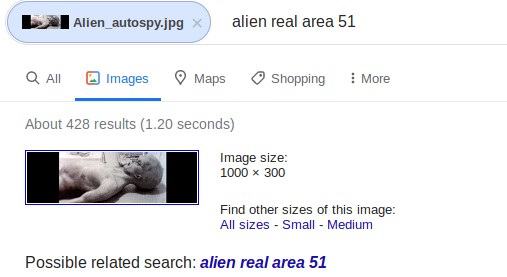 Alien_autospy.jpg × alien real area 51
All Images Maps Shopping More
About 428 results (1.20 seconds)
Image size:
1000 × 300
Find other sizes of this image:
All sizes - Small - Medium
Possible related search: alien real area 51